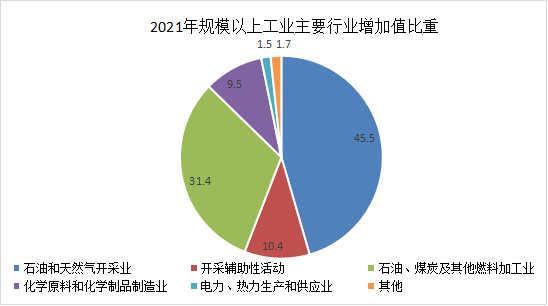 2021年规模以上工业主要行业增加值比重
1.5 1.7
9.5
45.5
31.4
10.4
石油和天然气开采业 开采辅助性活动 石油、煤炭及其他燃料加工业
化学原料和化学制品制造业 电力、热力生产和供应业 其他